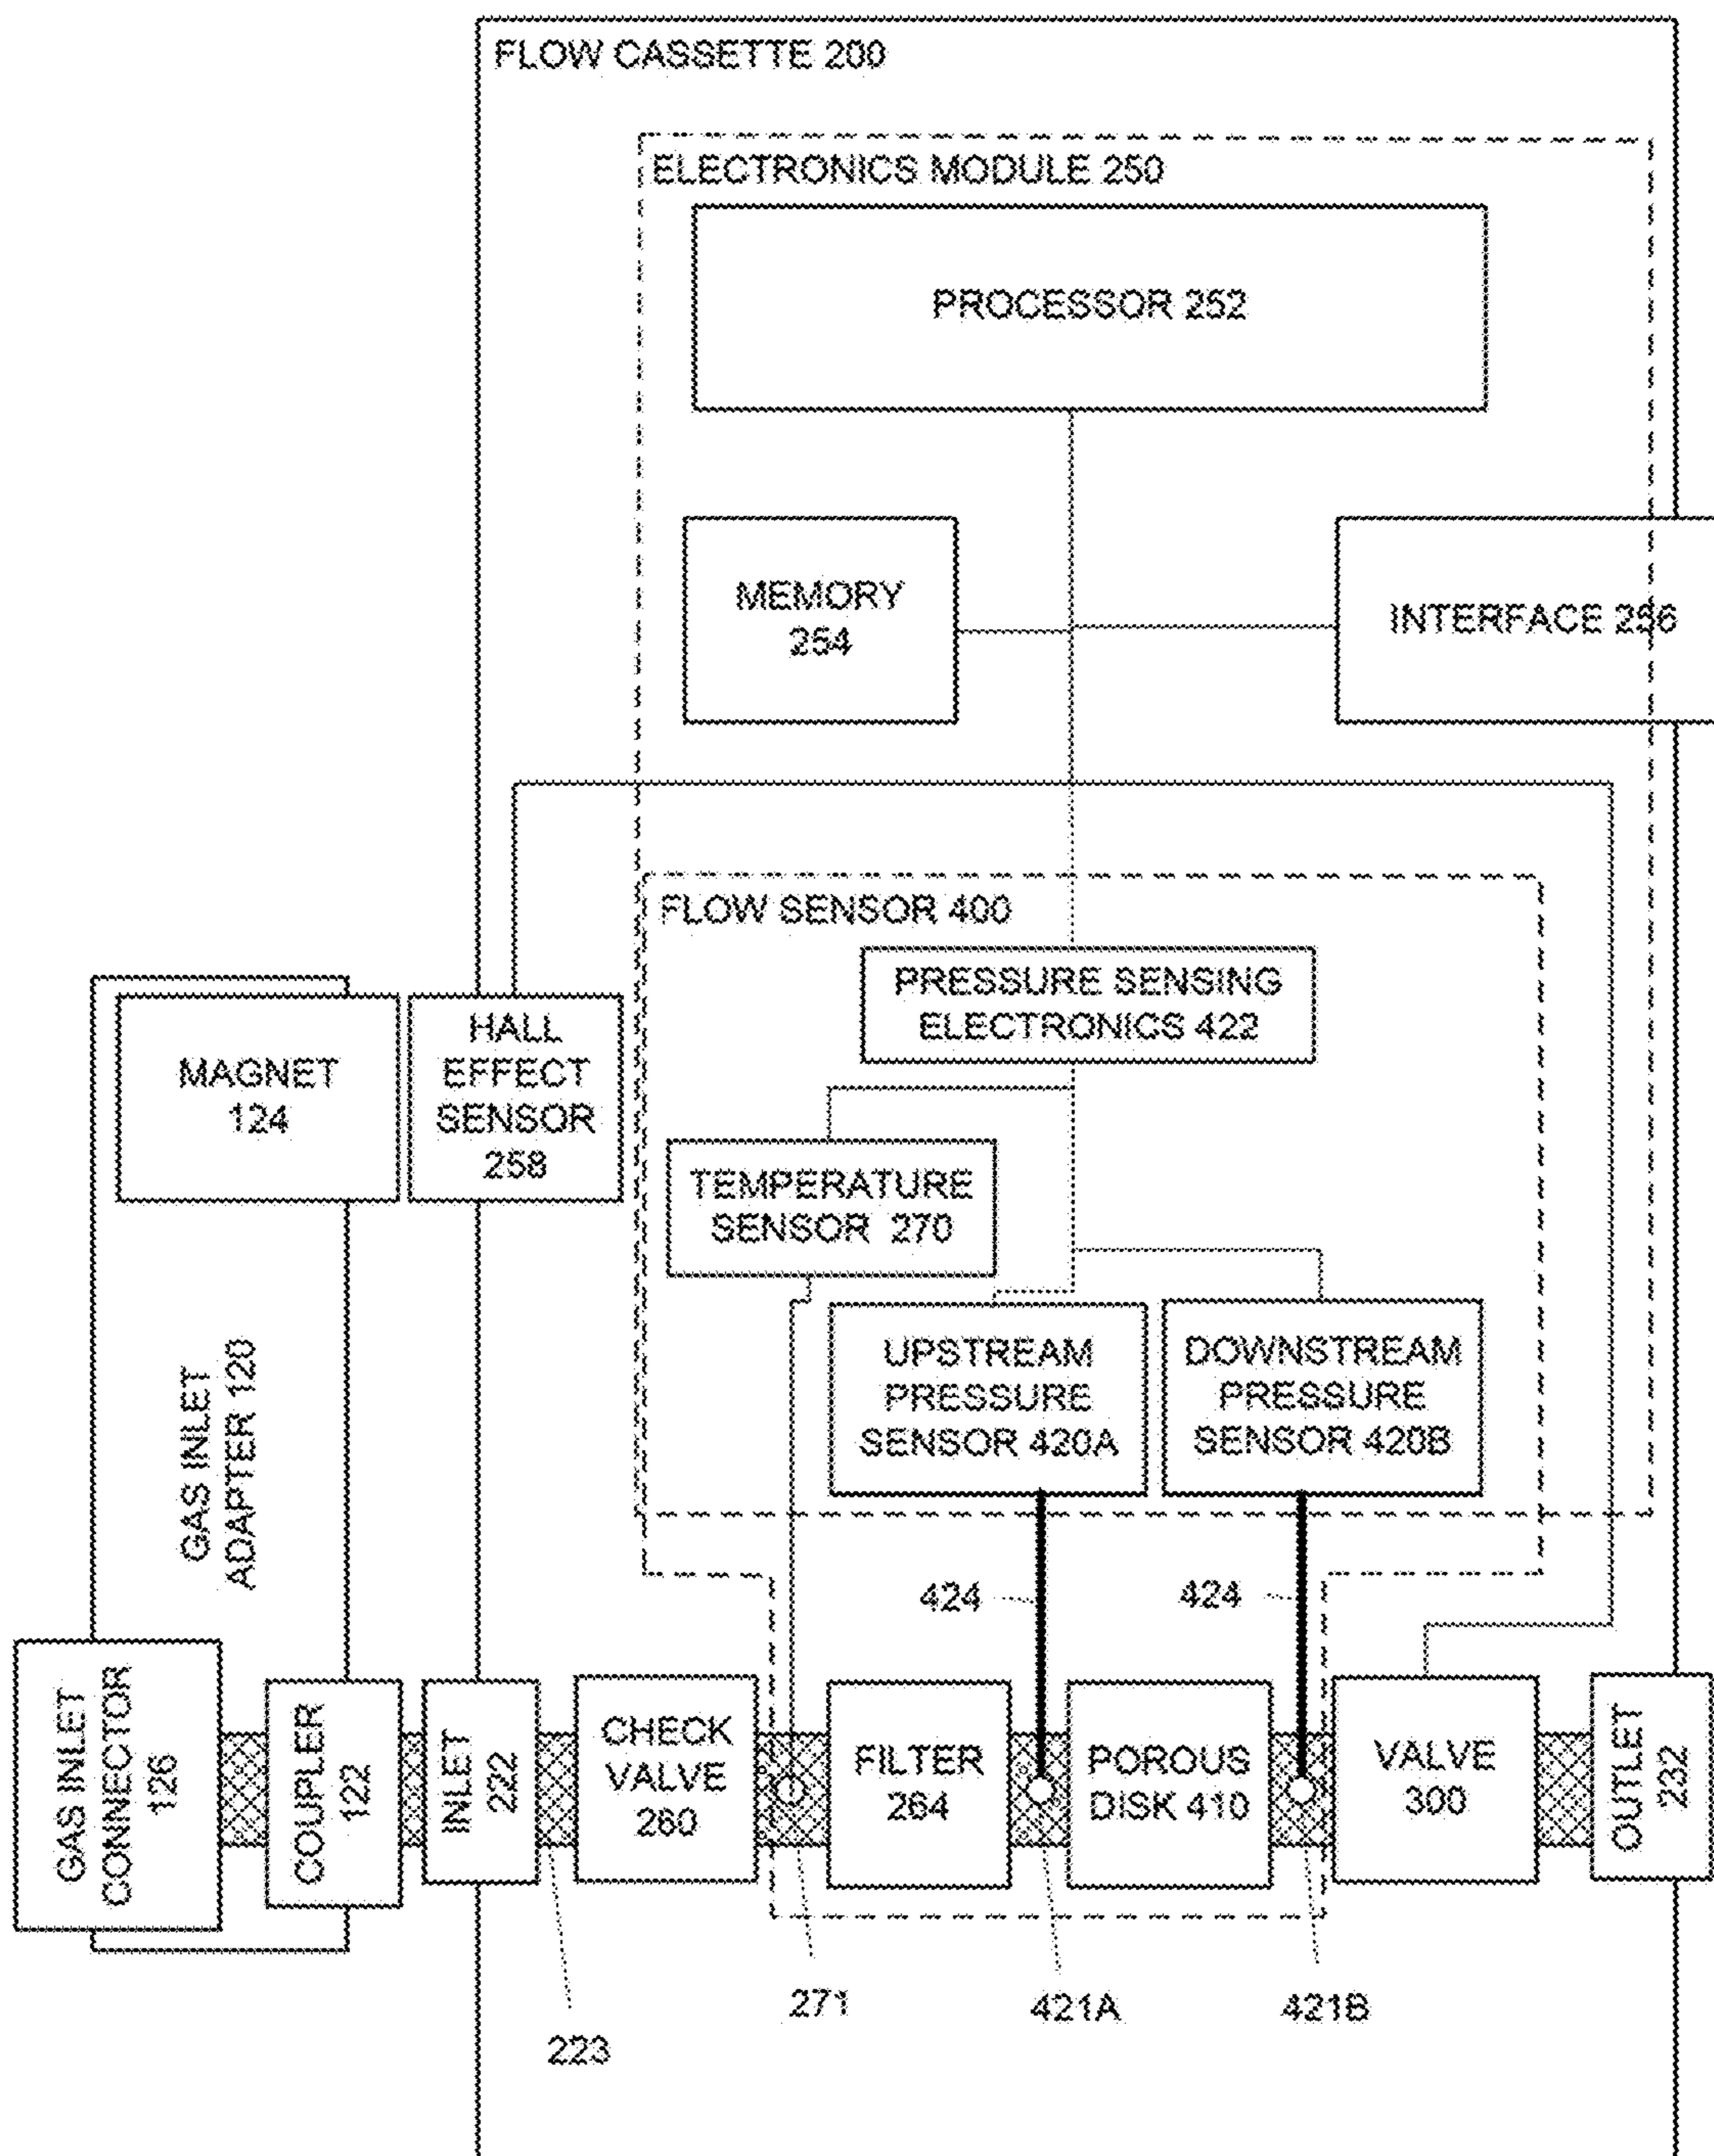 FLOW CASSETTE 200
ELECTRONICS MODULE 250
PROCESSOR 252
MEMORY
254
INTERFACE 256
FLOW SENSOR 400
PRESSURE SENSING
ELECTRONICS 422
MAGNET
124
HALL
EFFECT
SENSOR
258
TEMPERATURE
SENSOR 270
UPSTREAM
PRESSURE
SENSOR 420A
DOWNSTREAM
PRESSURE
SENSOR 420B
GAS INLET
ADAPTER 120
424
424
GAS INLET
CONNECTOR
126
COUPLER
122
INLET
222
CHECK
VALVE
260
FILTER
264
POROUS
DISK 410
VALVE
300
OUTLET
232
271
421A
421B
223